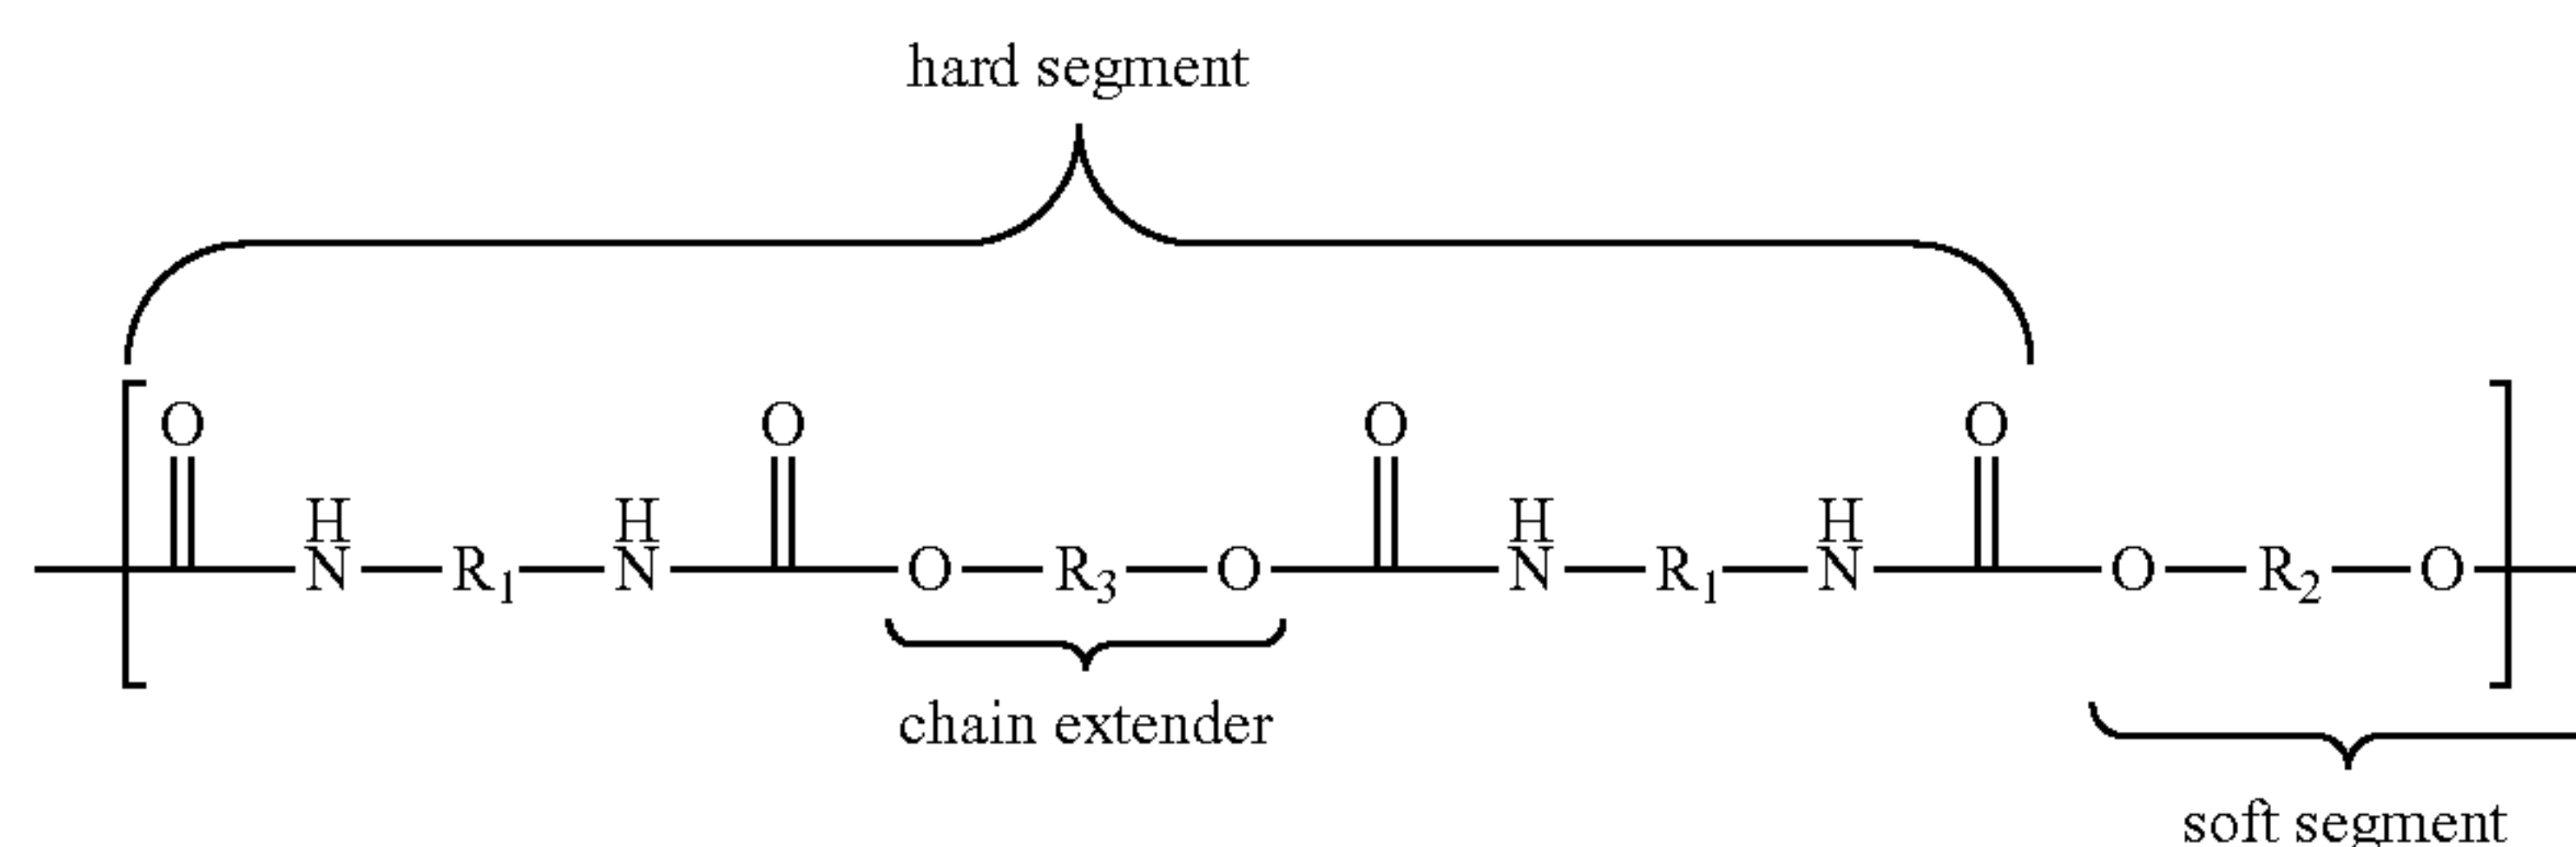 hard segment
O O O O
H H H H
N R1 N O R3 O N R1 N O R2 O
chain extender
soft segment